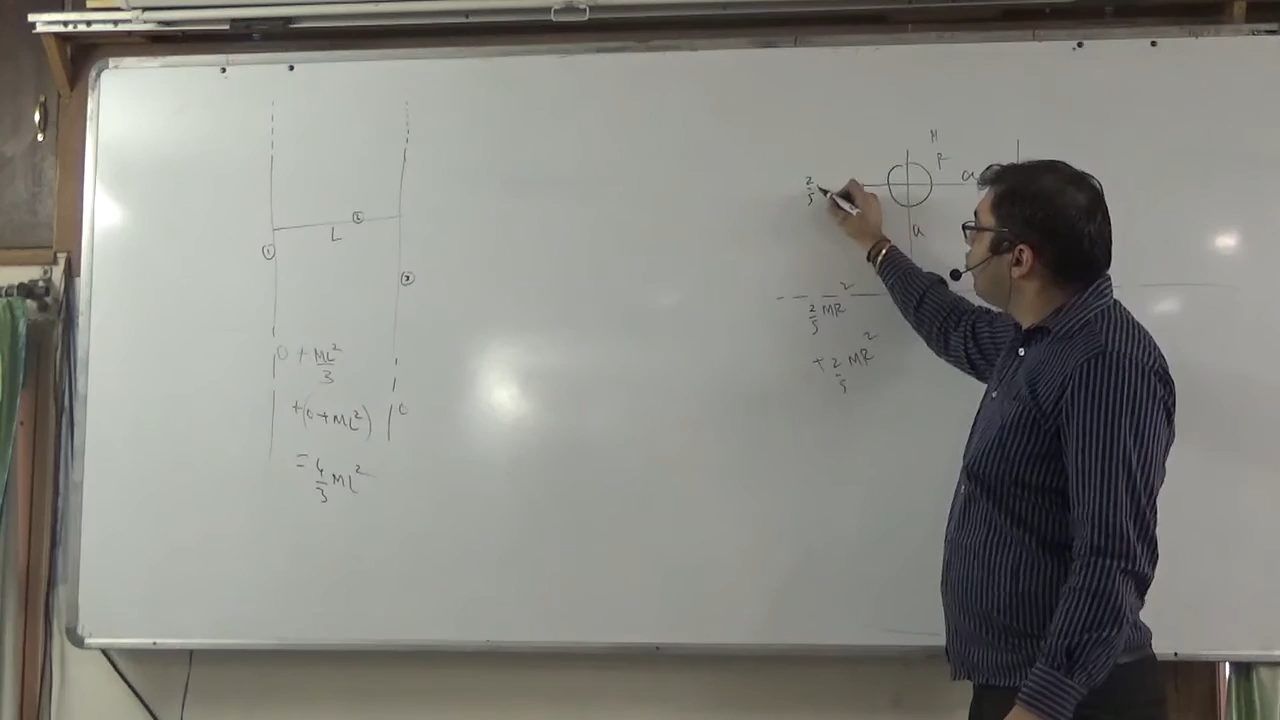 ①
②
L
③
0 + ML²/3
+(0 + ML²) 0
= 4/3 ML²
M
R
a
2/5
a
2/5 MR²
+ 2/5 MR²